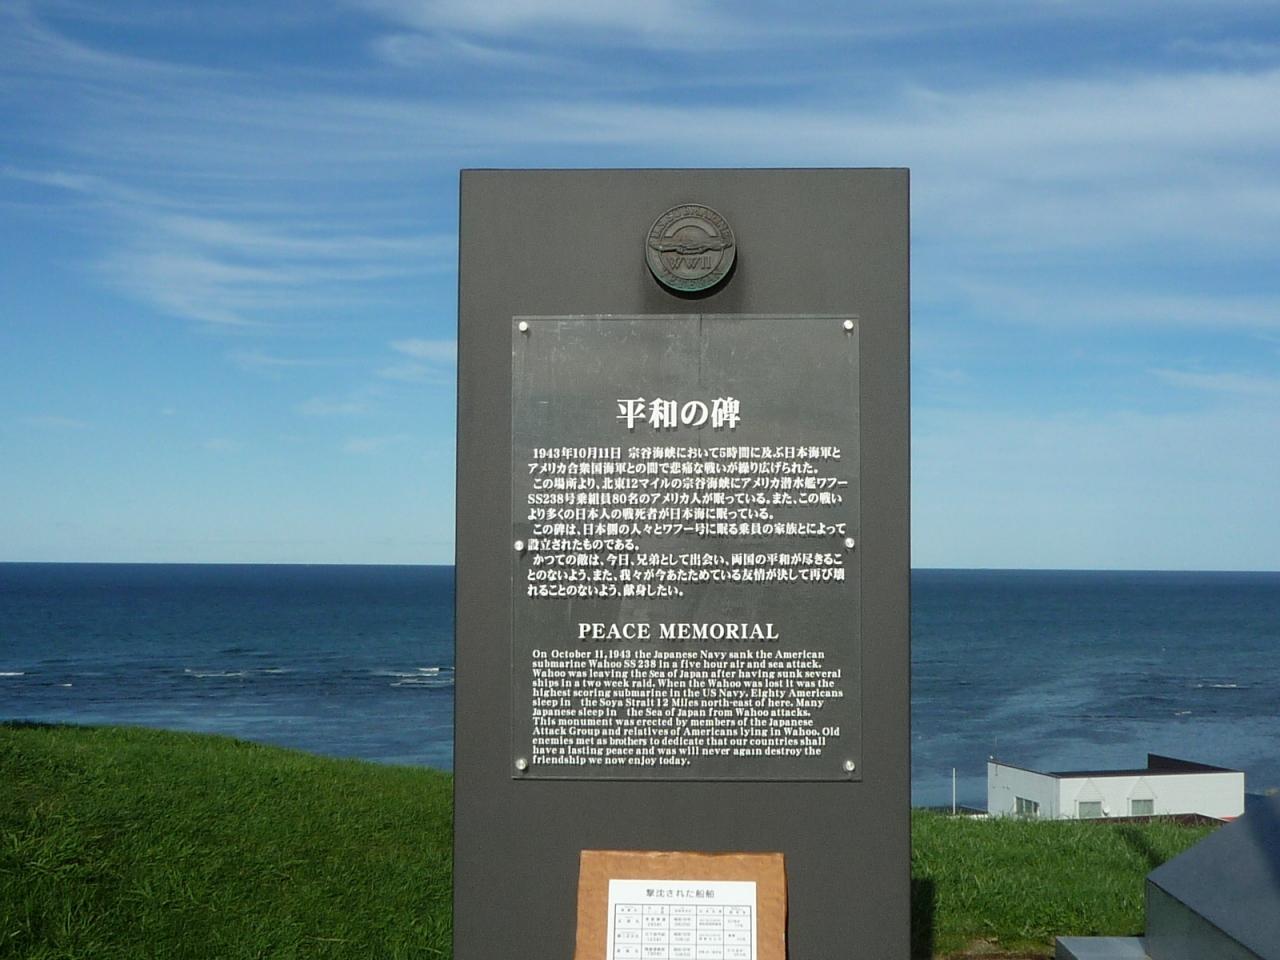 U.S. SUBMARINE
WWII
VETERAN
平和の碑
1943年10月11日 宗谷海峡において5時間に及ぶ日本海軍と
アメリカ合衆国海軍との間で悲痛な戦いが繰り広げられた。
この場所より、北東12マイルの宗谷海峡にアメリカ潜水艦ワフー
SS238号乗組員80名のアメリカ人が眠っている。また、この戦い
より多くの日本人の戦死者が日本海に眠っている。
この碑は、日本側の人々とワフー号に眠る乗員の家族とによって
設立されたものである。
かつての敵は、今日、兄弟として出会い、両国の平和が尽きるこ
とのないよう、また、我々が今あたためている友情が決して再び壊
れることのないよう、献身したい。
PEACE MEMORIAL
On October 11,1943 the Japanese Navy sank the American
submarine Wahoo SS 238 in a five hour air and sea attack.
Wahoo was leaving the Sea of Japan after having sunk several
ships in a two week raid. When the Wahoo was lost it was the
highest scoring submarine in the US Navy. Eighty Americans
sleep in the Soya Strait 12 Miles north-east of here. Many
Japanese sleep in the Sea of Japan from Wahoo attacks.
This monument was erected by members of the Japanese
Attack Group and relatives of Americans lying in Wahoo. Old
enemies met as brothers to dedicate that our countries shall
have a lasting peace and was will never again destroy the
friendship we now enjoy today.
撃沈された船舶